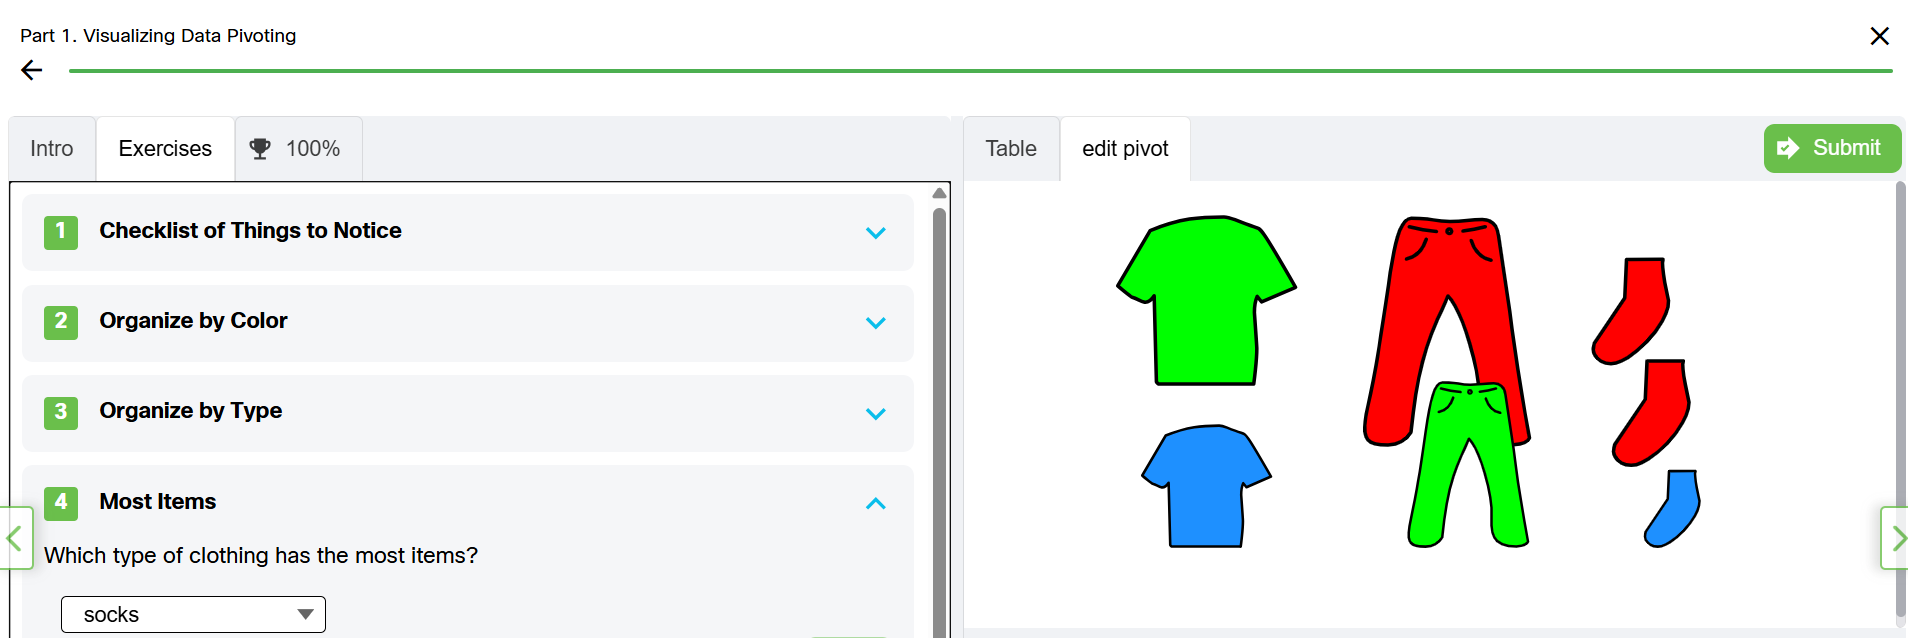 Part 1. Visualizing Data Pivoting
Intro
Exercises
100%
Table
edit pivot
Submit
1
Checklist of Things to Notice
2
Organize by Color
3
Organize by Type
4
Most Items
Which type of clothing has the most items?
socks